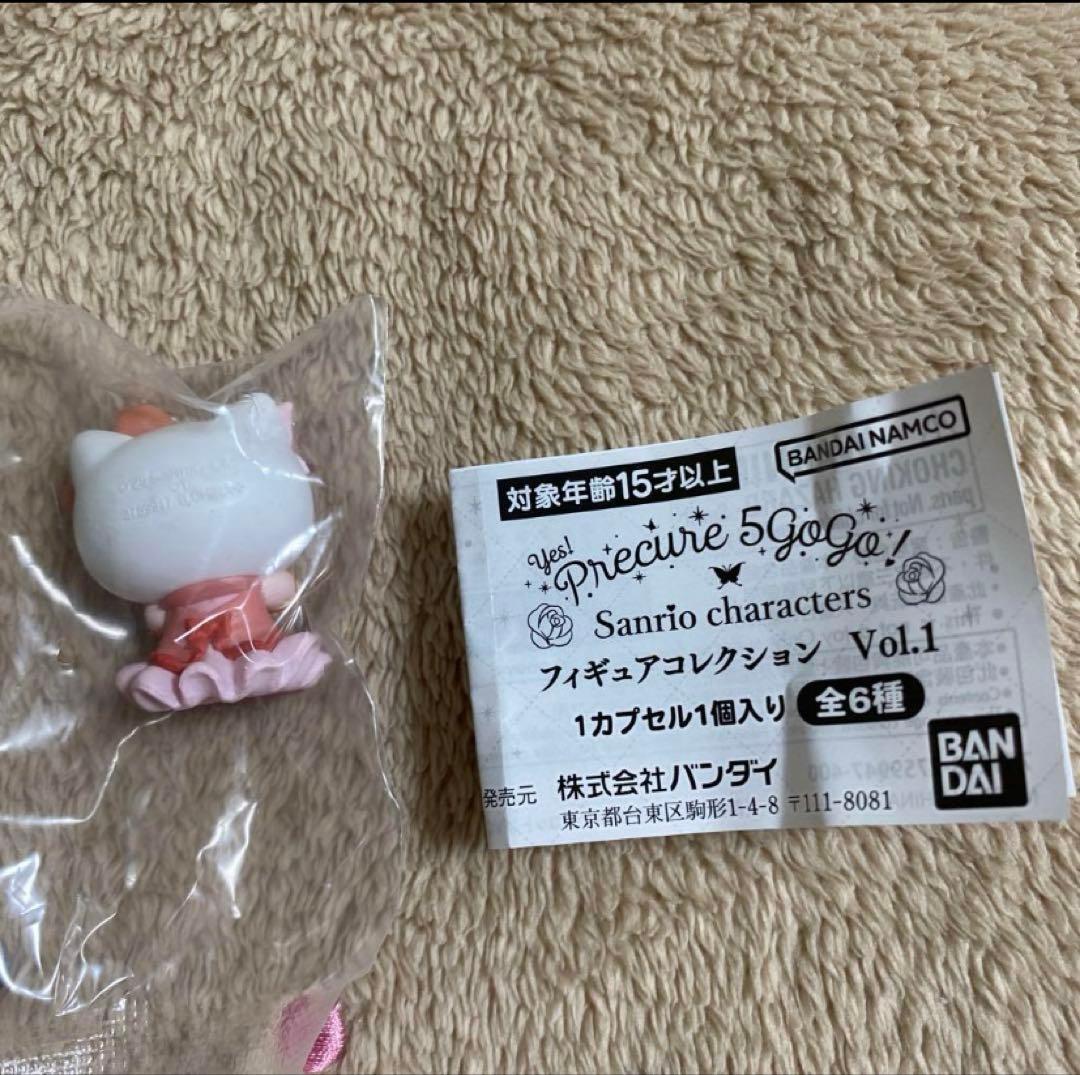 対象年齢15才以上
BANDAI NAMCO
Yes!
Precure 5GoGo!
Sanrio characters
フィギュアコレクション Vol.1
1カプセル1個入り 全6種
BAN
DAI
発売元 株式会社バンダイ
東京都台東区駒形1-4-8 〒111-8081